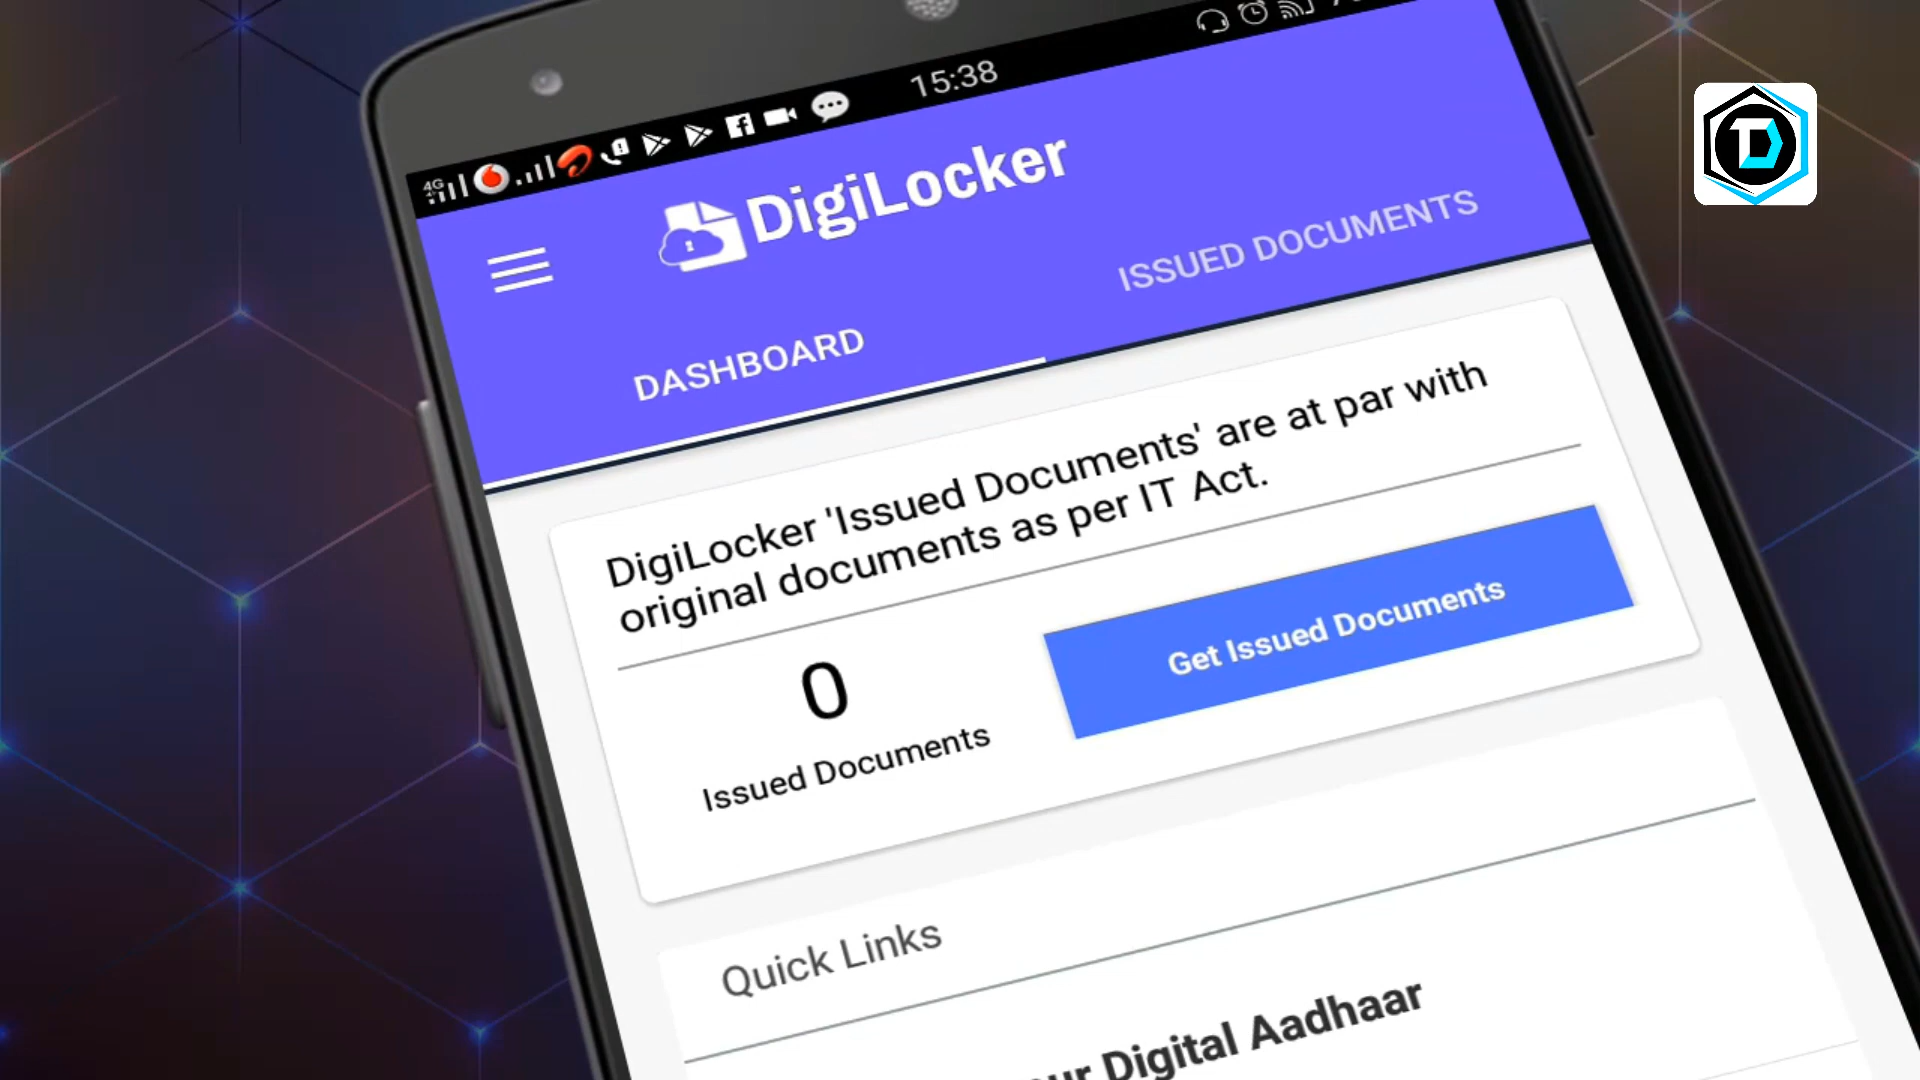 4G
15:38
DigiLocker
DASHBOARD
ISSUED DOCUMENTS
DigiLocker 'Issued Documents' are at par with
original documents as per IT Act.
0
Issued Documents
Get Issued Documents
Quick Links
Digital Aadhaar